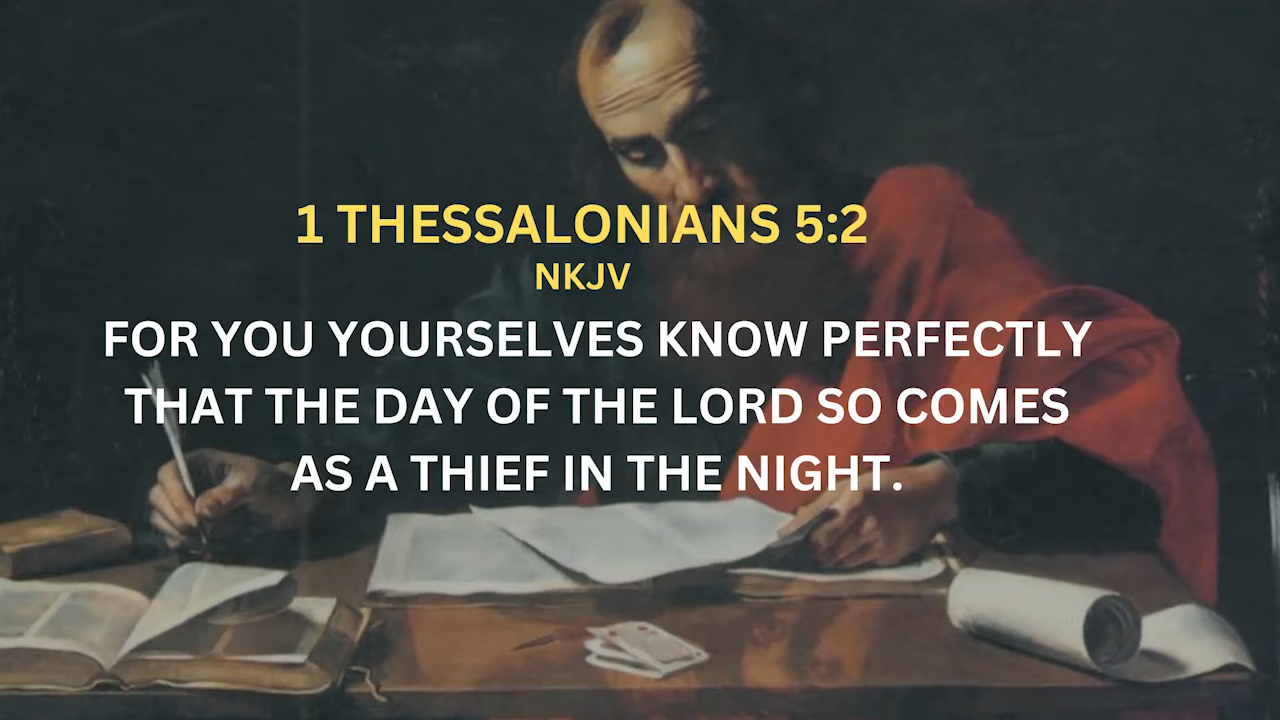 1 THESSALONIANS 5:2
NKJV
FOR YOU YOURSELVES KNOW PERFECTLY
THAT THE DAY OF THE LORD SO COMES
AS A THIEF IN THE NIGHT.